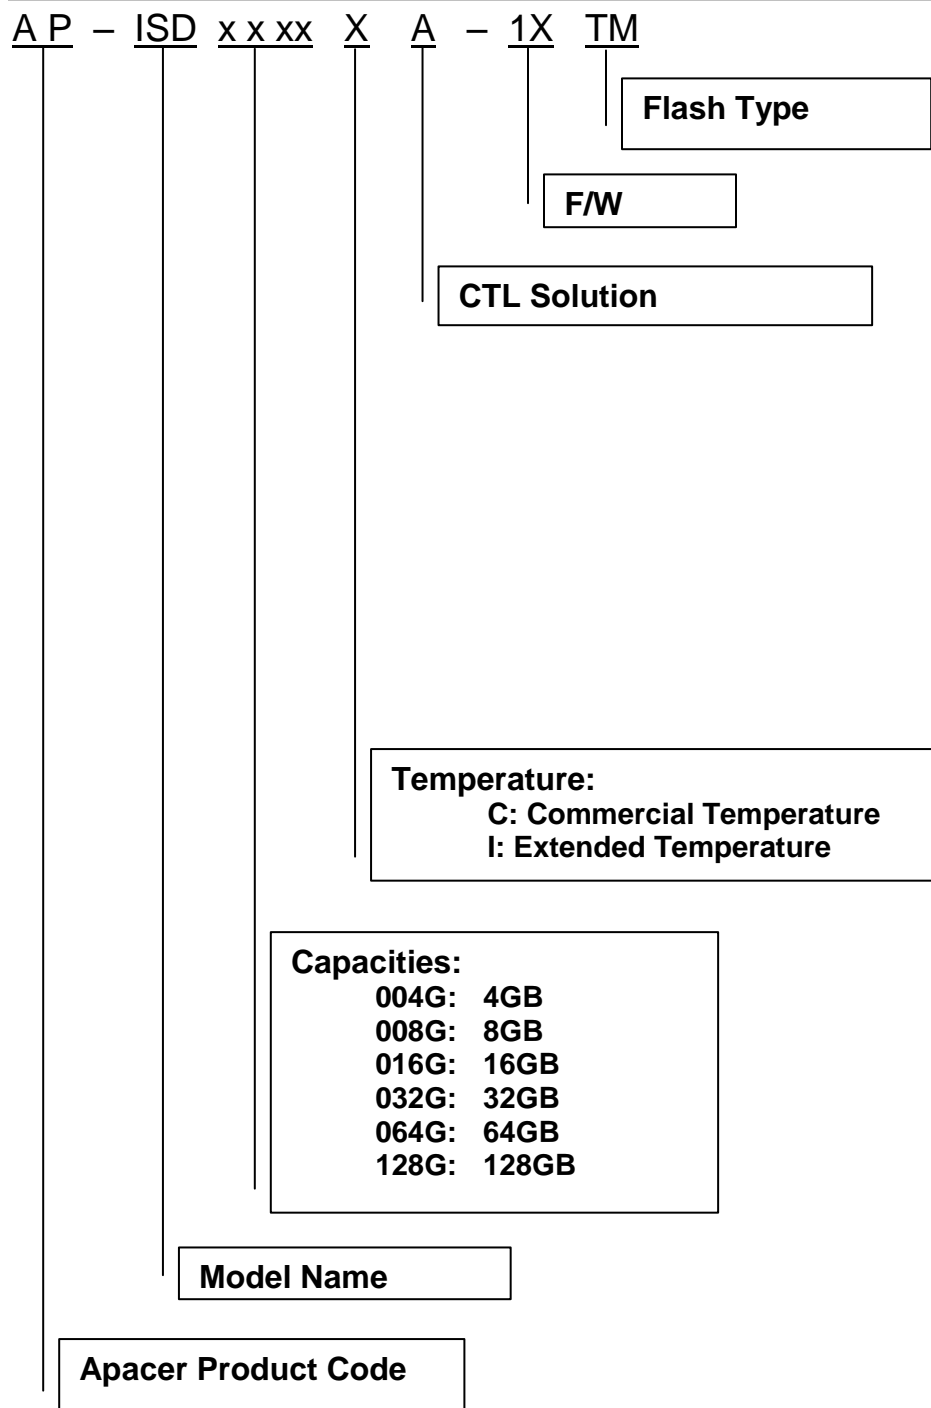 A P – ISD x x xx X A – 1X TM
Flash Type
F/W
CTL Solution
Temperature:
C: Commercial Temperature
I: Extended Temperature
Capacities:
004G: 4GB
008G: 8GB
016G: 16GB
032G: 32GB
064G: 64GB
128G: 128GB
Model Name
Apacer Product Code